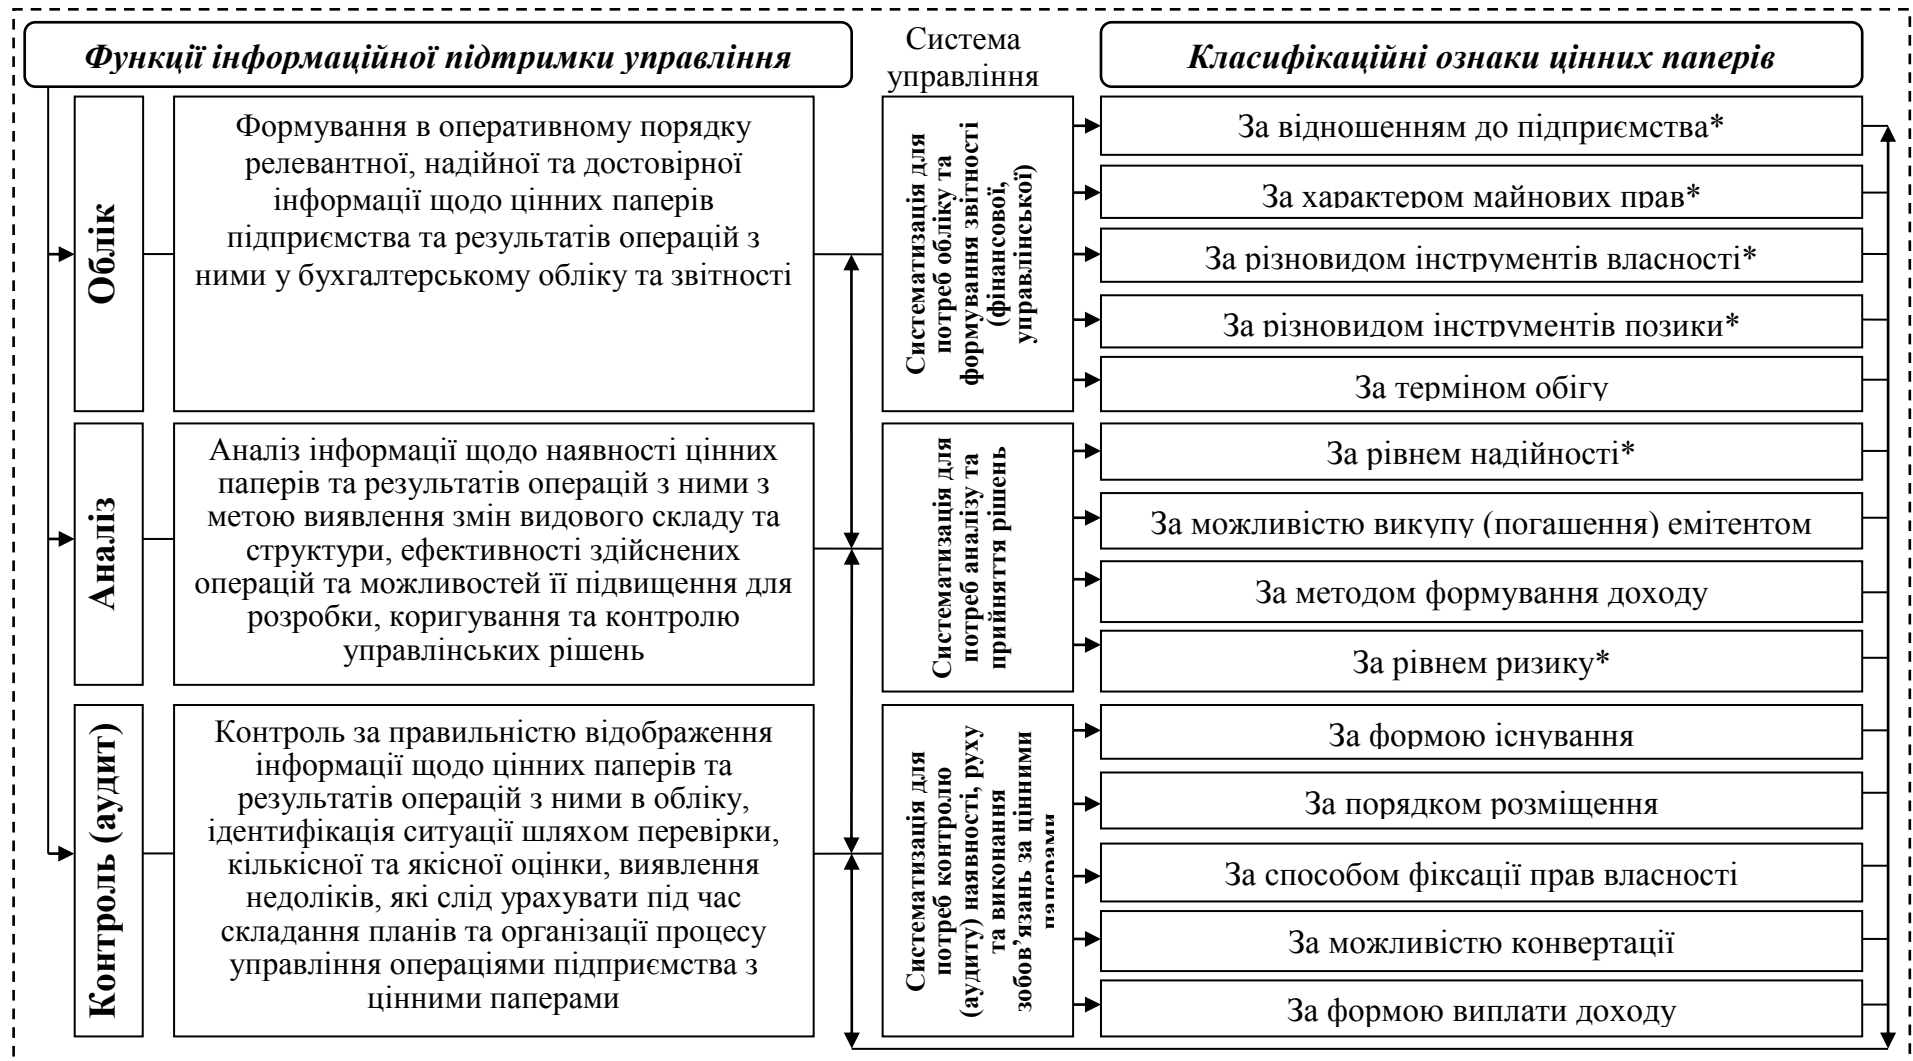 Функції інформаційної підтримки управління
Система
управління
Класифікаційні ознаки цінних паперів
Облік
Формування в оперативному порядку
релевантної, надійної та достовірної
інформації щодо цінних паперів
підприємства та результатів операцій з
ними у бухгалтерському обліку та звітності
Систематизація для
потреб обліку та
формування звітності
(фінансової,
управлінської)
За відношенням до підприємства*
За характером майнових прав*
За різновидом інструментів власності*
За різновидом інструментів позики*
За терміном обігу
Аналіз
Аналіз інформації щодо наявності цінних
паперів та результатів операцій з ними з
метою виявлення змін видового складу та
структури, ефективності здійснених
операцій та можливостей її підвищення для
розробки, коригування та контролю
управлінських рішень
Систематизація для
потреб аналізу та
прийняття рішень
За рівнем надійності*
За можливістю викупу (погашення) емітентом
За методом формування доходу
За рівнем ризику*
Контроль (аудит)
Контроль за правильністю відображення
інформації щодо цінних паперів та
результатів операцій з ними в обліку,
ідентифікація ситуації шляхом перевірки,
кількісної та якісної оцінки, виявлення
недоліків, які слід урахувати під час
складання планів та організації процесу
управління операціями підприємства з
цінними паперами
Систематизація для
потреб контролю
(аудиту) наявності, руху
та виконання
зобов’язань за цінними
паперами
За формою існування
За порядком розміщення
За способом фіксації прав власності
За можливістю конвертації
За формою виплати доходу